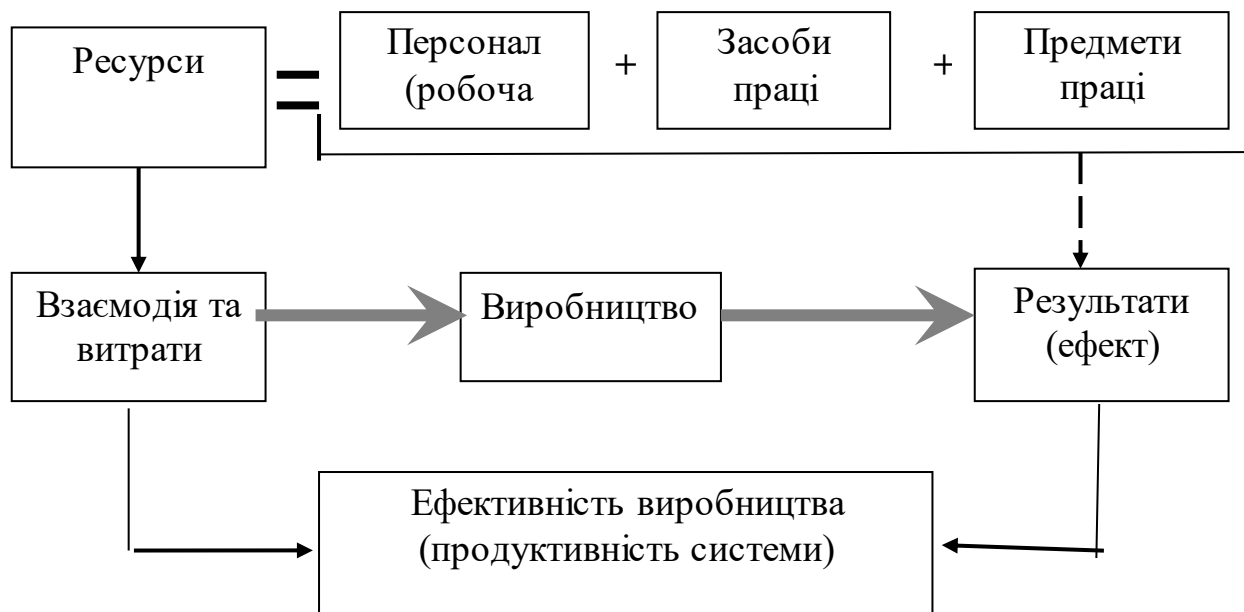 Ресурси
=
Персонал
(робоча
+
Засоби
праці
+
Предмети
праці
Взаємодія та
витрати
Виробництво
Результати
(ефект)
Ефективність виробництва
(продуктивність системи)